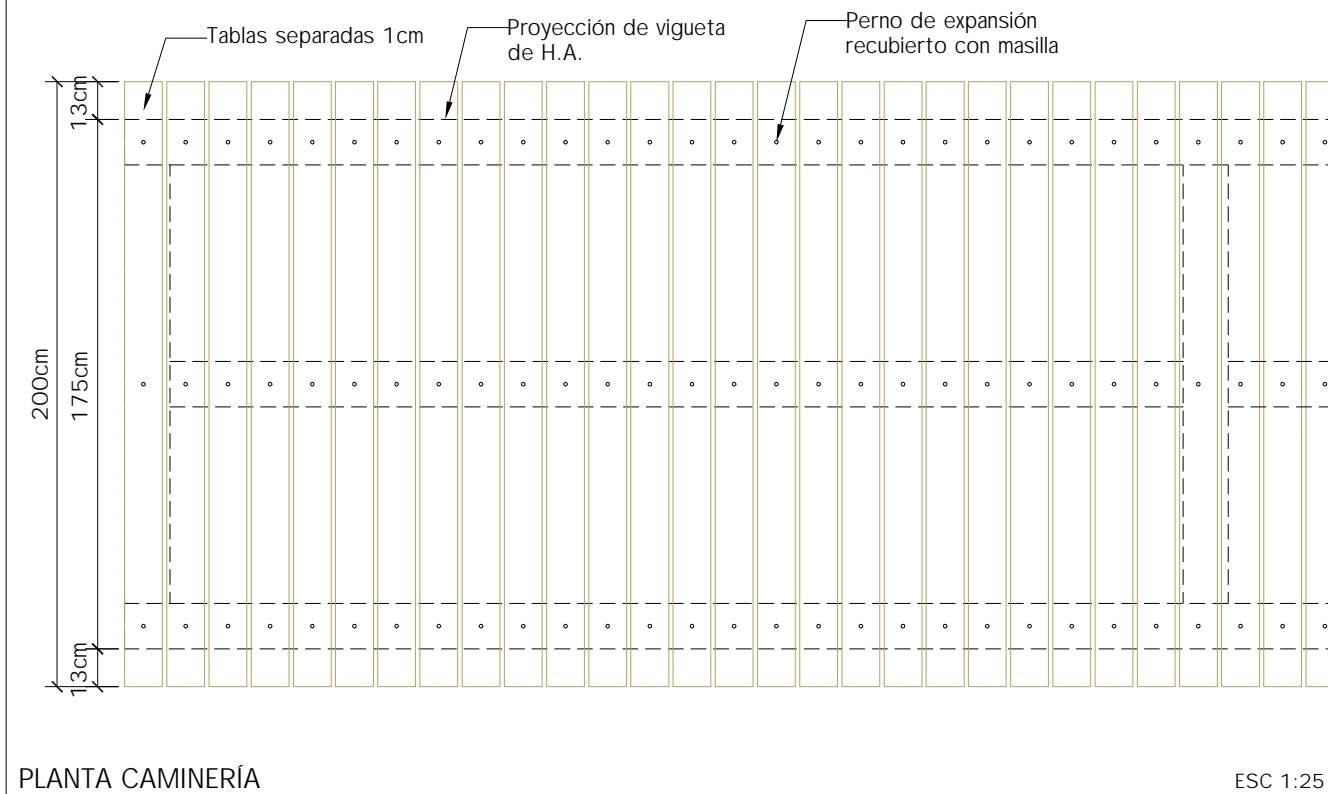 Tablas separadas 1cm
Proyección de vigueta
de H.A.
Perno de expansión
recubierto con masilla
13cm
200cm
175cm
13cm
PLANTA CAMINERÍA
ESC 1:25